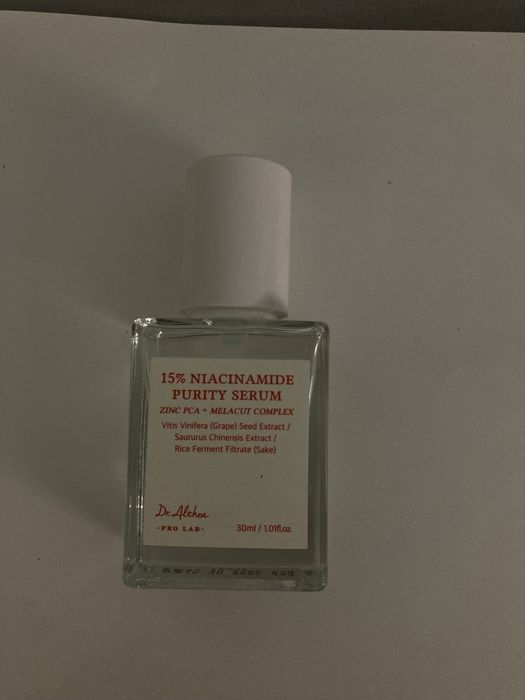 15% NIACINAMIDE
PURITY SERUM
ZINC PCA + MELACUT COMPLEX
Vitis Vinifera (Grape) Seed Extract /
Saururus Chinensis Extract /
Rice Ferment Filtrate (Sake)
Dr. Althea
-PRO LAB-
30ml / 1.01fl.oz.